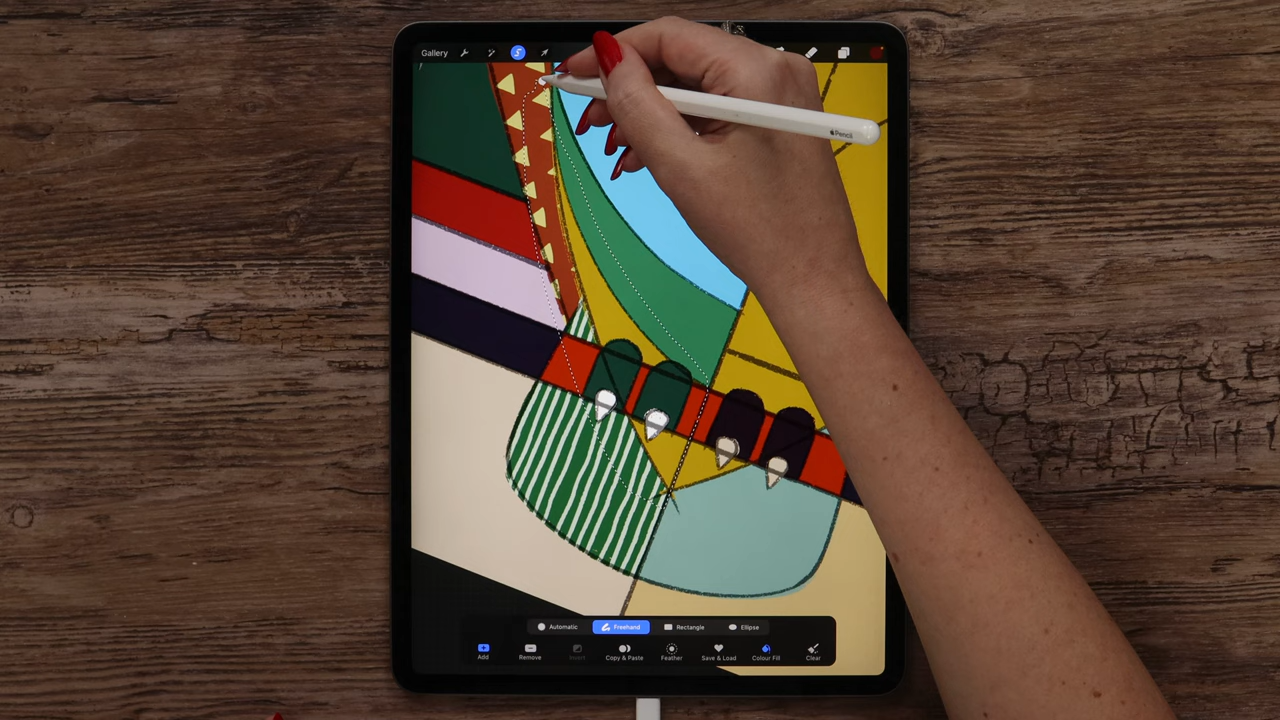 Gallery
Pencil
Automatic Freehand Rectangle Ellipse
Add Remove Invert Copy & Paste Feather Save & Load Colour Fill Clear